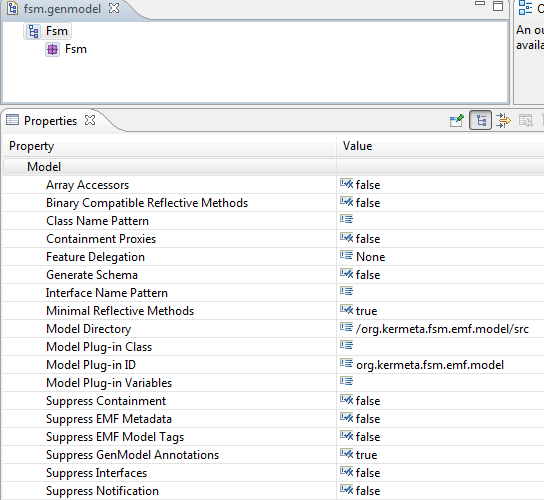 fsm.genmodel
Fsm
Fsm
An ou
availa
Properties
Property Value
Model
Array Accessors false
Binary Compatible Reflective Methods false
Class Name Pattern
Containment Proxies false
Feature Delegation None
Generate Schema false
Interface Name Pattern
Minimal Reflective Methods true
Model Directory /org.kermeta.fsm.emf.model/src
Model Plug-in Class
Model Plug-in ID org.kermeta.fsm.emf.model
Model Plug-in Variables
Suppress Containment false
Suppress EMF Metadata false
Suppress EMF Model Tags false
Suppress GenModel Annotations true
Suppress Interfaces false
Suppress Notification false